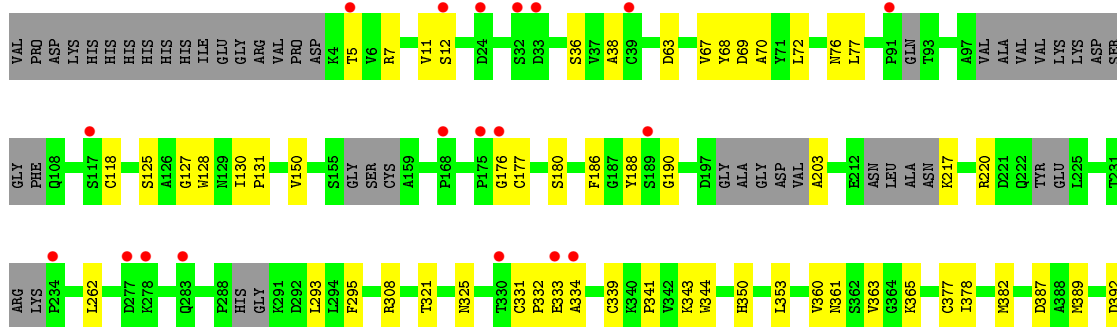 VAL PRO ASP LYS HIS HIS HIS HIS HIS HIS HIS ILE GLU GLY ARG VAL PRO ASP K4 T5 V6 R7 V11 S12 D24 S32 D33 S36 V37 A38 C39 D63 V67 Y68 D69 A70 Y71 L72 N76 L77 P91 GLN T93 A97 VAL ALA VAL VAL LYS LYS ASP SER
GLY PHE Q108 S117 C118 S125 A126 G127 W128 N129 I130 P131 V150 S155 GLY SER CYS A159 P168 P175 G176 C177 S180 F186 G187 Y188 S189 G190 D197 GLY ALA GLY ASP VAL A203 E212 ASN LEU ALA ASN K217 R220 D221 Q222 TYR GLU L225 T231
ARG LYS P234 L262 D277 K278 Q283 P288 HIS GLY K291 D292 L293 L294 F295 R308 T321 N325 T330 C331 P332 E333 A334 C339 K340 P341 V342 K343 W344 H350 L353 V360 N361 S362 V363 G364 K365 C377 I378 M382 D387 A388 M389 D392